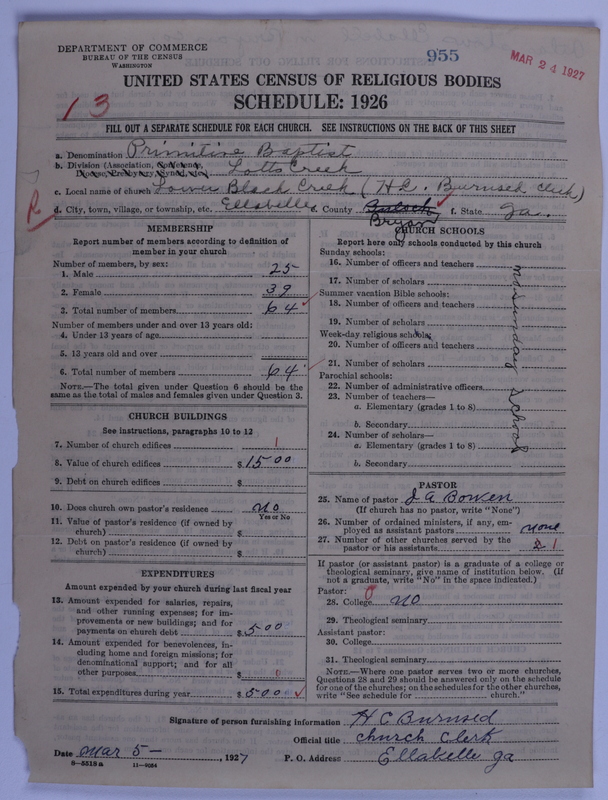 DEPARTMENT OF COMMERCE
BUREAU OF THE CENSUS
WASHINGTON
955
MAR 24 1927
UNITED STATES CENSUS OF RELIGIOUS BODIES
SCHEDULE: 1926
13
FILL OUT A SEPARATE SCHEDULE FOR EACH CHURCH. SEE INSTRUCTIONS ON THE BACK OF THIS SHEET
a. Denomination Primitive Baptist
b. Division (Association, Conference, Diocese, Presbytery, Synod, etc.) Lotts Creek
c. Local name of church Lower Black Creek (H.C. Burnsed Clerk)
R
d. City, town, village, or township, etc. Ellabelle e. County Bulloch Bryan f. State Ga.
MEMBERSHIP
Report number of members according to definition of
member in your church
Number of members, by sex:
1. Male 25
2. Female 39
3. Total number of members 64
Number of members under and over 13 years old:
4. Under 13 years of age
5. 13 years old and over
6. Total number of members 64
NOTE.—The total given under Question 6 should be the
same as the total of males and females given under Question 3.
CHURCH BUILDINGS
See instructions, paragraphs 10 to 12
7. Number of church edifices 1
8. Value of church edifices $1500
9. Debt on church edifices $
10. Does church own pastor's residence no
Yes or No
11. Value of pastor's residence (if owned by
church) $
12. Debt on pastor's residence (if owned by
church) $
EXPENDITURES
Amount expended by your church during last fiscal year
13. Amount expended for salaries, repairs,
and other running expenses; for im-
provements or new buildings; and for
payments on church debt $500
14. Amount expended for benevolences, in-
cluding home and foreign missions; for
denominational support; and for all
other purposes $ 0
15. Total expenditures during year $500
CHURCH SCHOOLS
Report here only schools conducted by this church
Sunday schools:
16. Number of officers and teachers
17. Number of scholars
Summer vacation Bible schools:
18. Number of officers and teachers
19. Number of scholars
Week-day religious schools:
20. Number of officers and teachers
21. Number of scholars
Parochial schools:
22. Number of administrative officers
23. Number of teachers—
a. Elementary (grades 1 to 8)
b. Secondary
24. Number of scholars—
a. Elementary (grades 1 to 8)
b. Secondary
no Sunday School
PASTOR
25. Name of pastor J A Bowen
(If church has no pastor, write "None")
26. Number of ordained ministers, if any, em-
ployed as assistant pastors none
27. Number of other churches served by the
pastor or his assistants 2 1
If pastor (or assistant pastor) is a graduate of a college or
theological seminary, give name of institution below. (If
not a graduate, write "No" in the space indicated.)
Pastor: 0
28. College no
29. Theological seminary
Assistant pastor:
30. College
31. Theological seminary
NOTE.—Where one pastor serves two or more churches,
Questions 28 and 29 should be answered only on the schedule
for one of the churches; on the schedules for the other churches,
write "See schedule for church."
Signature of person furnishing information H C Burnsed
Official title church Clerk
Date Mar 5 —, 1927 P. O. Address Ellabelle Ga
8—5518a 11—9084